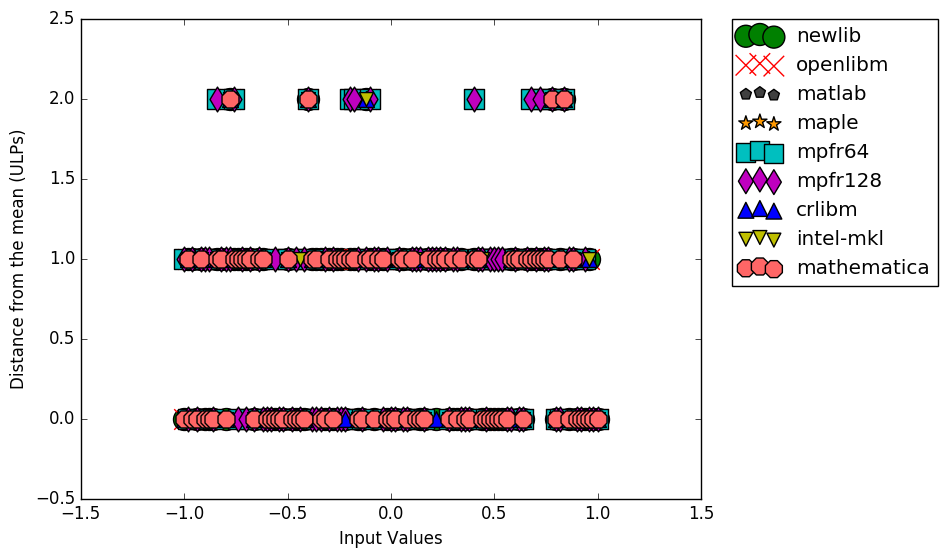 2.5
2.0
1.5
1.0
0.5
0.0
−0.5
−1.5
−1.0
−0.5
0.0
0.5
1.0
1.5
Distance from the mean (ULPs)
Input Values
newlib
openlibm
matlab
maple
mpfr64
mpfr128
crlibm
intel-mkl
mathematica